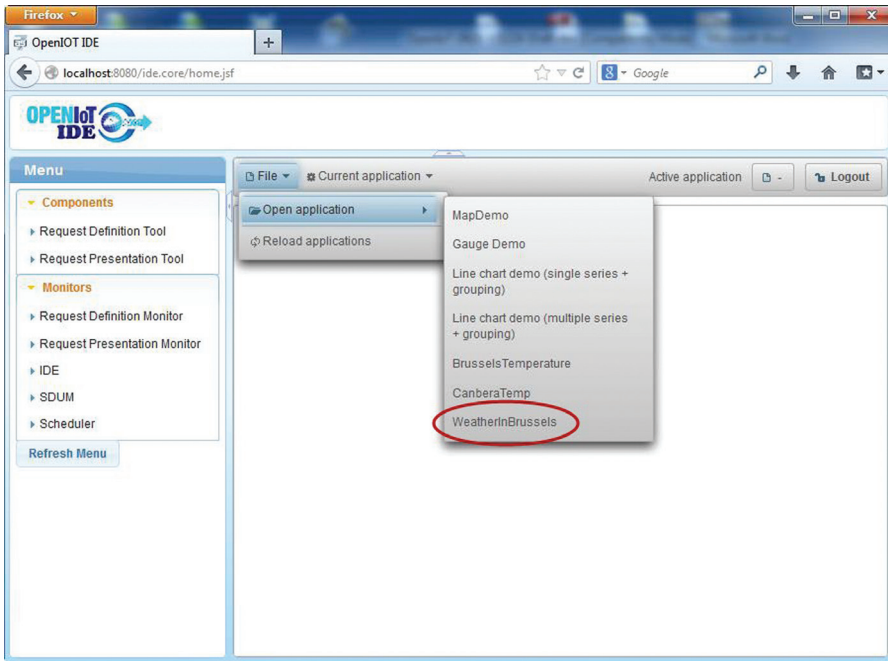 Firefox
OpenIOT IDE
localhost:8080/ide.core/home.jsf
Google
OPENIoT
IDE
Menu
File
Current application
Active application
-
Logout
Components
Request Definition Tool
Request Presentation Tool
Monitors
Request Definition Monitor
Request Presentation Monitor
IDE
SDUM
Scheduler
Refresh Menu
Open application
Reload applications
MapDemo
Gauge Demo
Line chart demo (single series +
grouping)
Line chart demo (multiple series
+ grouping)
BrusselsTemperature
CanberaTemp
WeatherInBrussels